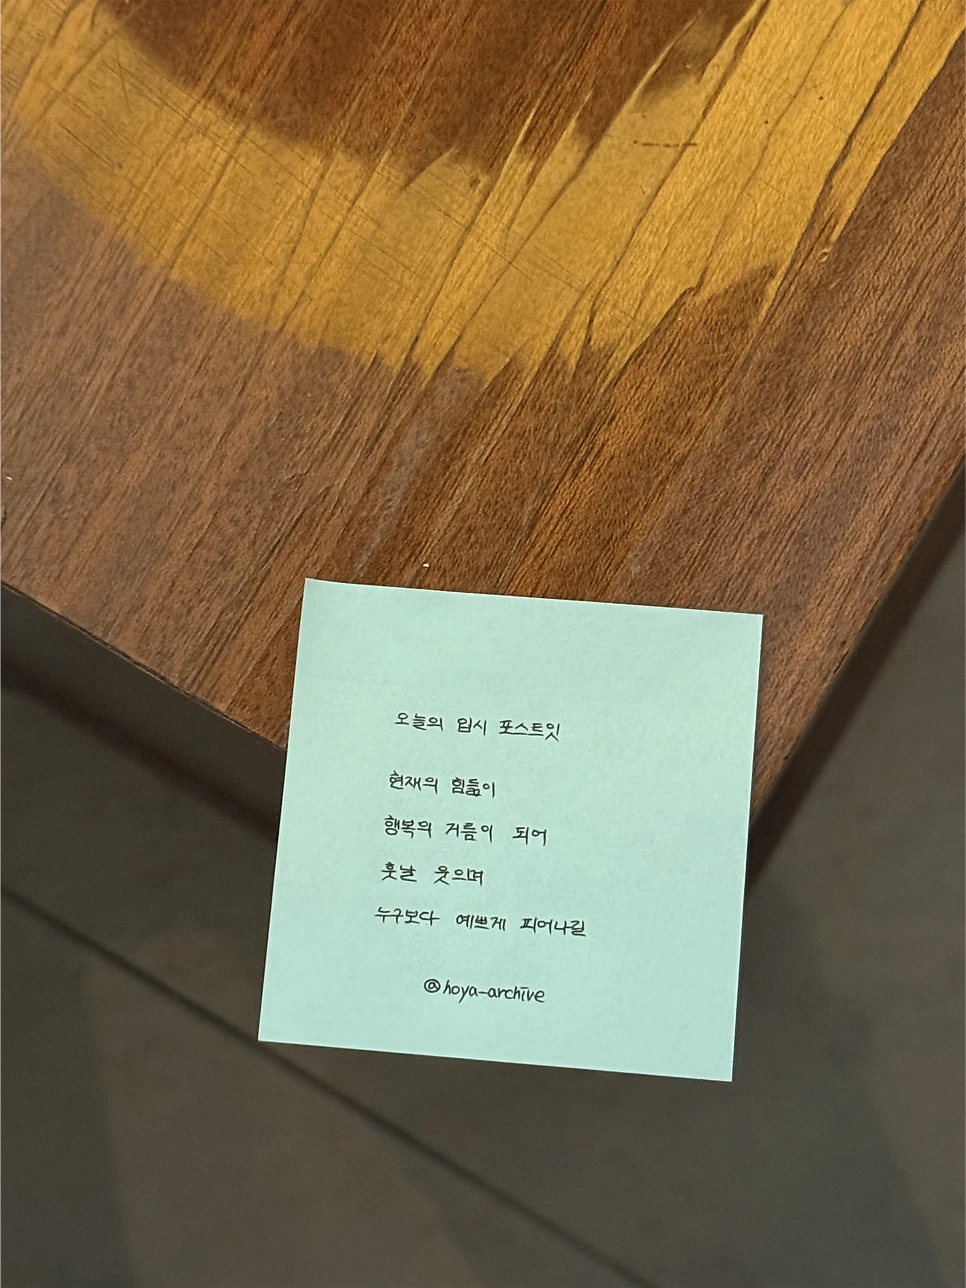 오늘의 입시 포스트잇
현재의 힘듦이
행복의 거름이 되어
훗날 웃으며
누구보다 예쁘게 피어나길
@hoya-archive